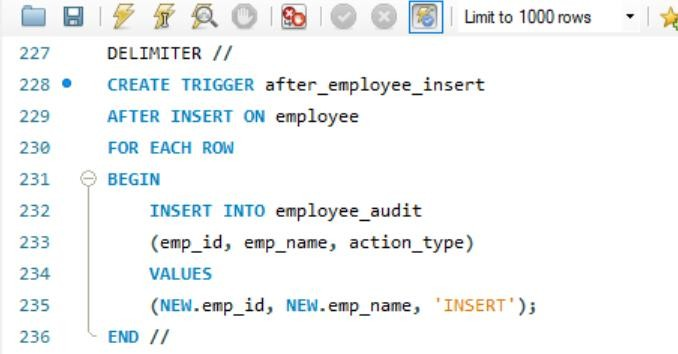 Limit to 1000 rows
227 DELIMITER //
228 CREATE TRIGGER after_employee_insert
229 AFTER INSERT ON employee
230 FOR EACH ROW
231 BEGIN
232 INSERT INTO employee_audit
233 (emp_id, emp_name, action_type)
234 VALUES
235 (NEW.emp_id, NEW.emp_name, 'INSERT');
236 END //